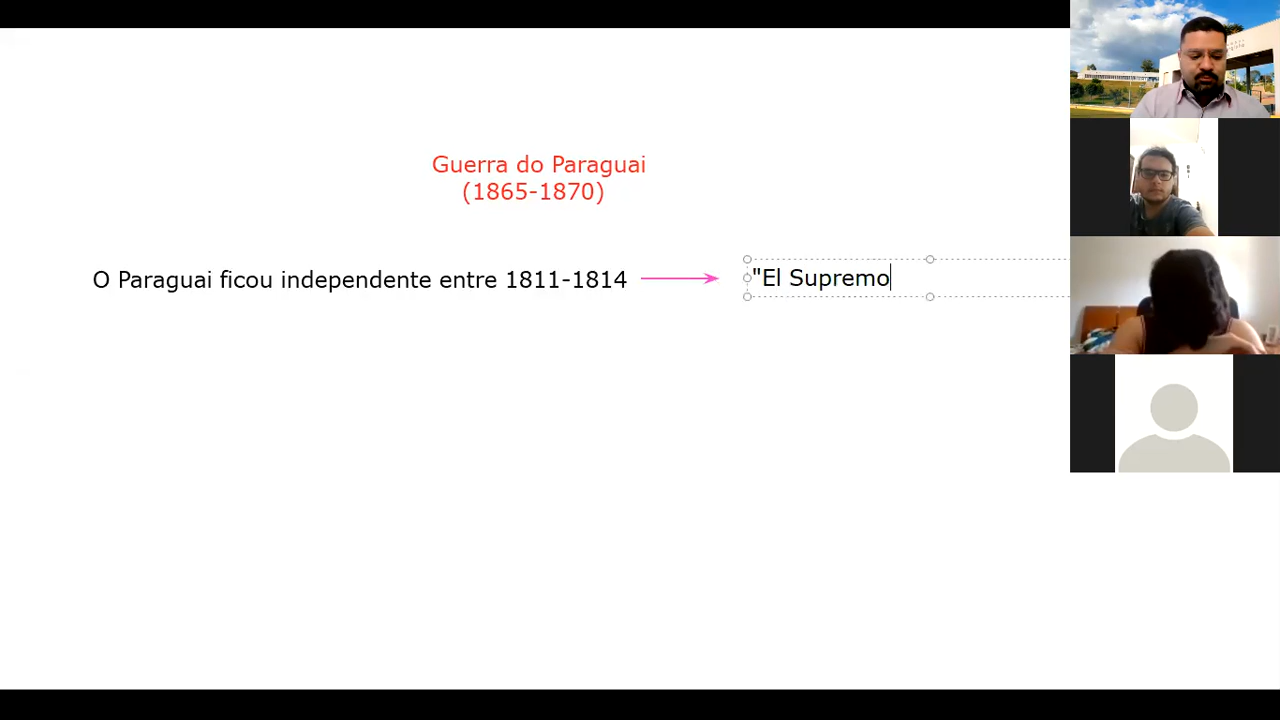 Guerra do Paraguai
(1865-1870)
O Paraguai ficou independente entre 1811-1814
"El Supremo